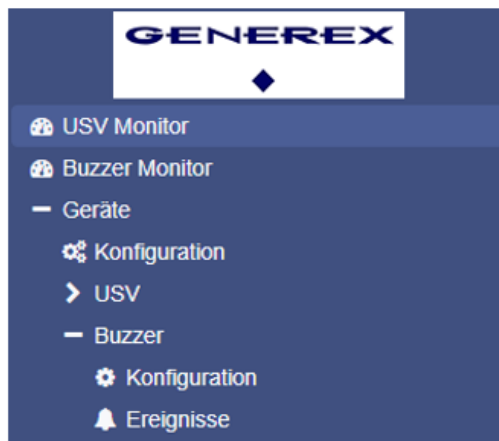 GENEREX
USV Monitor
Buzzer Monitor
Geräte
Konfiguration
USV
Buzzer
Konfiguration
Ereignisse